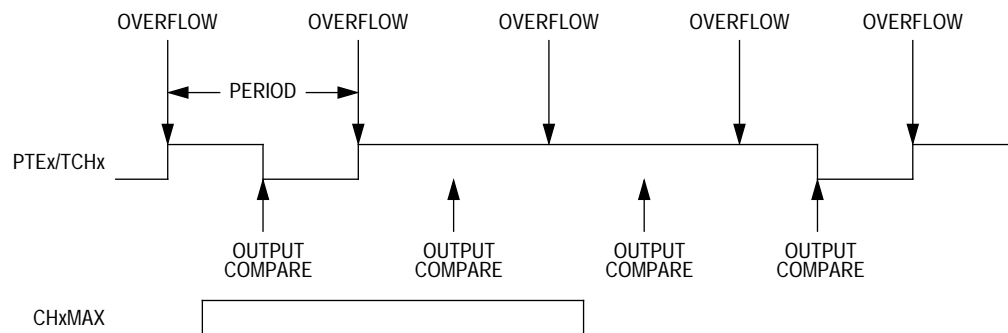 OVERFLOW OVERFLOW OVERFLOW OVERFLOW OVERFLOW
PERIOD
PTEx/TCHx
OUTPUT OUTPUT OUTPUT OUTPUT
COMPARE COMPARE COMPARE COMPARE
CHxMAX